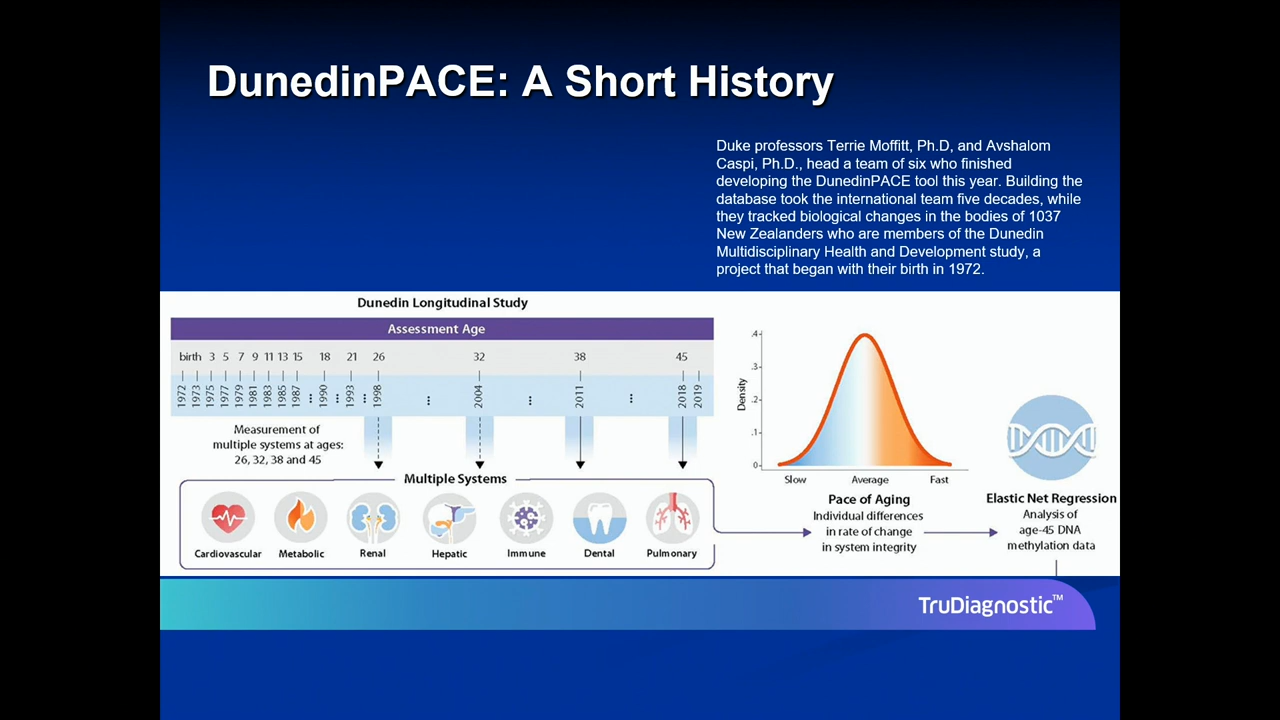 DunedinPACE: A Short History
Duke professors Terrie Moffitt, Ph.D, and Avshalom
Caspi, Ph.D., head a team of six who finished
developing the DunedinPACE tool this year. Building the
database took the international team five decades, while
they tracked biological changes in the bodies of 1037
New Zealanders who are members of the Dunedin
Multidisciplinary Health and Development study, a
project that began with their birth in 1972.
Dunedin Longitudinal Study
Assessment Age
birth 3 5 7 9 11 13 15 18 21 26 32 38 45
1972 1973 1975 1977 1979 1981 1983 1985 1987 ... 1990 ... 1993 ... 1998 ... 2004 ... 2011 ... 2018 2019
Measurement of
multiple systems at ages:
26, 32, 38 and 45
Multiple Systems
Cardiovascular Metabolic Renal Hepatic Immune Dental Pulmonary
Density
.4
.3
.2
.1
0
Slow Average Fast
Pace of Aging
Individual differences
in rate of change
in system integrity
Elastic Net Regression
Analysis of
age-45 DNA
methylation data
TruDiagnostic™